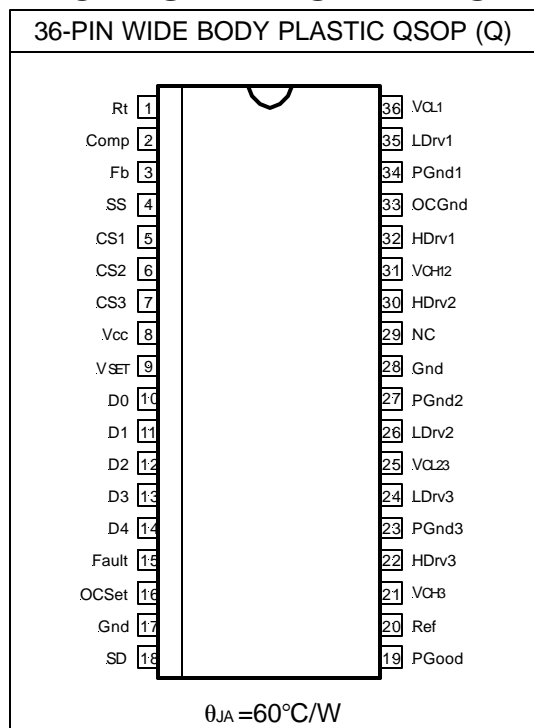 36-PIN WIDE BODY PLASTIC QSOP (Q)
Rt 1 36 VCL1
Comp 2 35 LDrv1
Fb 3 34 PGnd1
SS 4 33 OCGnd
CS1 5 32 HDrv1
CS2 6 31 VCH12
CS3 7 30 HDrv2
Vcc 8 29 NC
VSET 9 28 Gnd
D0 10 27 PGnd2
D1 11 26 LDrv2
D2 12 25 VCL23
D3 13 24 LDrv3
D4 14 23 PGnd3
Fault 15 22 HDrv3
OCSet 16 21 VCH3
Gnd 17 20 Ref
SD 18 19 PGood
θJA =60°C/W